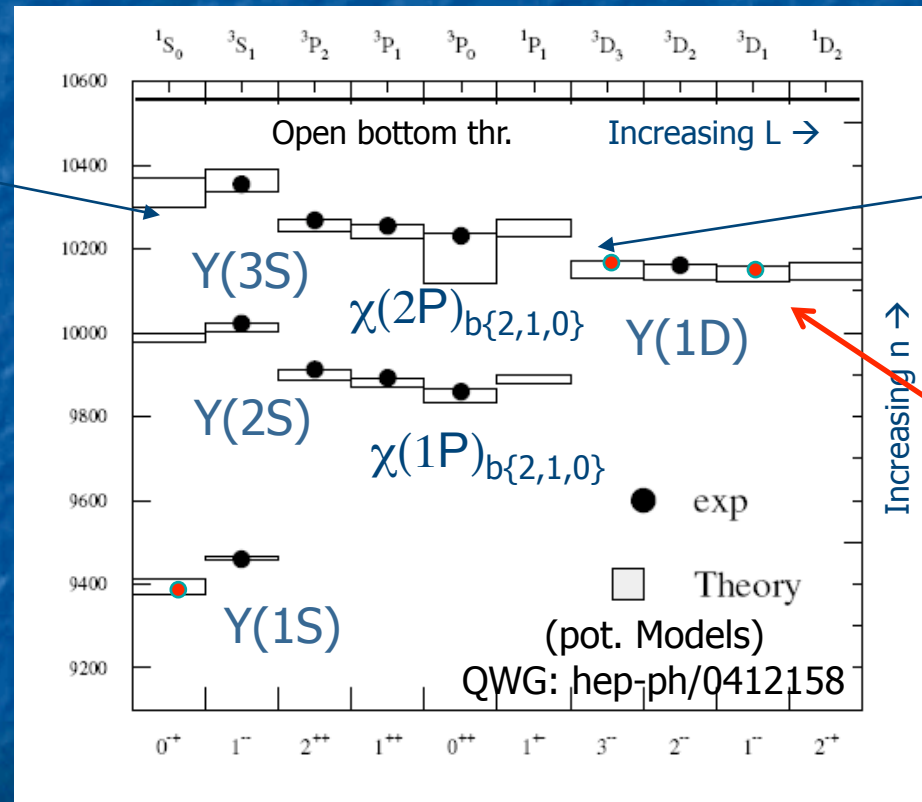 ¹S₀ ³S₁ ³P₂ ³P₁ ³P₀ ¹P₁ ³D₃ ³D₂ ³D₁ ¹D₂
10600
Open bottom thr. Increasing L →
10400
10200
Y(3S)
χ(2P)b{2,1,0}
Y(1D)
10000
Increasing n →
9800
Y(2S)
χ(1P)b{2,1,0}
9600
exp
9400
Theory
Y(1S)
(pot. Models)
9200
QWG: hep-ph/0412158
0⁻⁺ 1⁻⁻ 2⁺⁺ 1⁺⁺ 0⁺⁺ 1⁺⁻ 3⁻⁻ 2⁻⁻ 1⁻⁻ 2⁻⁺